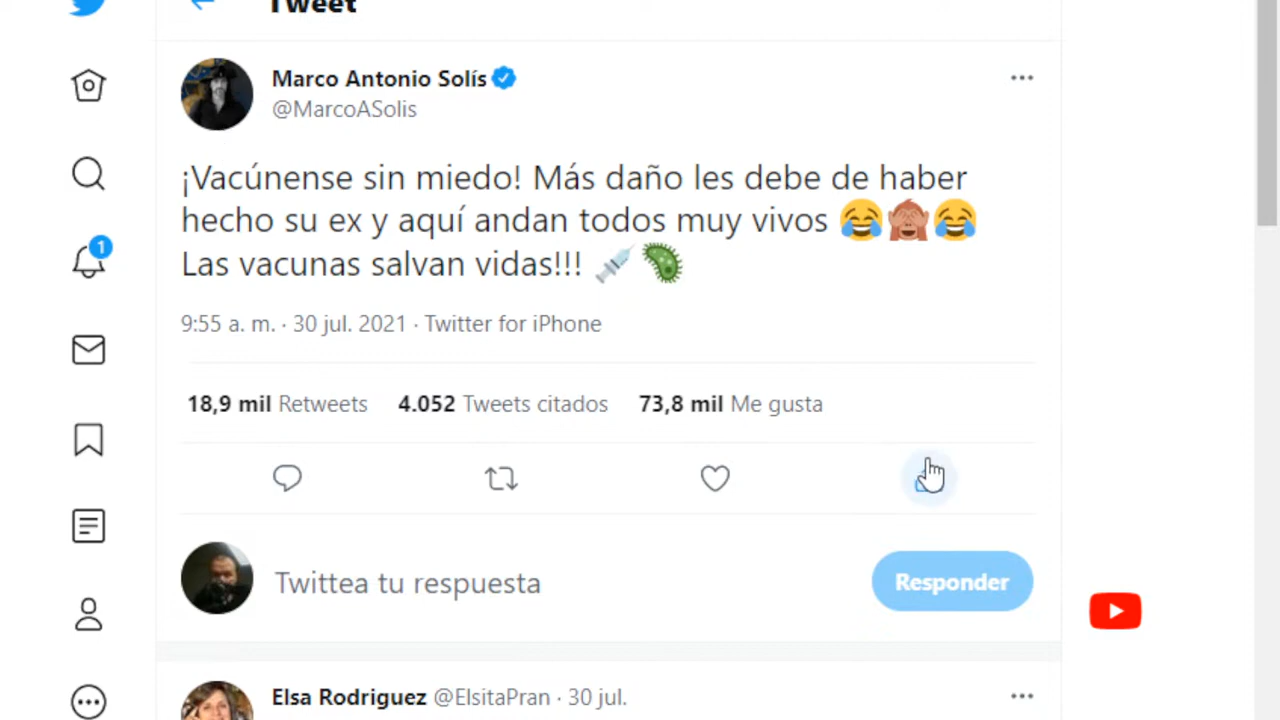 Tweet
Marco Antonio Solís
@MarcoASolis
¡Vacúnense sin miedo! Más daño les debe de haber
hecho su ex y aquí andan todos muy vivos 😂🙈😂
Las vacunas salvan vidas!!! 💉🦠
9:55 a. m. · 30 jul. 2021 · Twitter for iPhone
18,9 mil Retweets 4.052 Tweets citados 73,8 mil Me gusta
1
Twittea tu respuesta
Responder
Elsa Rodriguez @ElsitaPran · 30 jul.